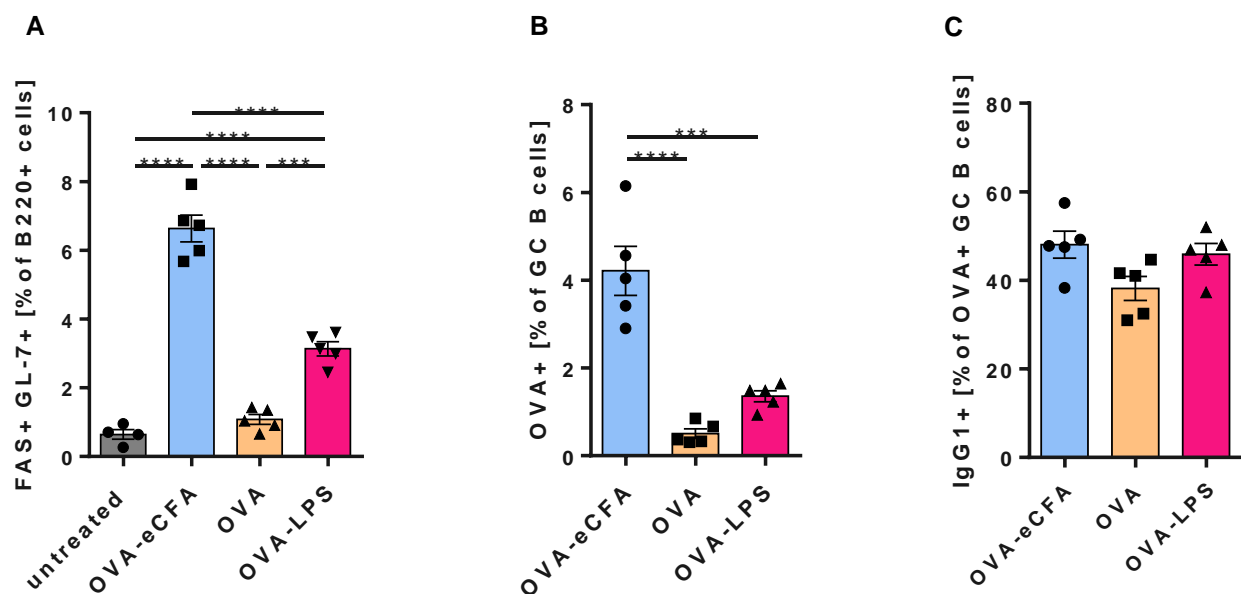 A
FAS+ GL-7+ [% of B220+ cells]
10
8
6
4
2
0
****
****
**** **** ***
untreated
OVA-eCFA
OVA
OVA-LPS
B
OVA+ [% of GC B cells]
8
6
4
2
0
***
****
OVA-eCFA
OVA
OVA-LPS
C
IgG1+ [% of OVA+ GC B cells]
80
60
40
20
0
OVA-eCFA
OVA
OVA-LPS